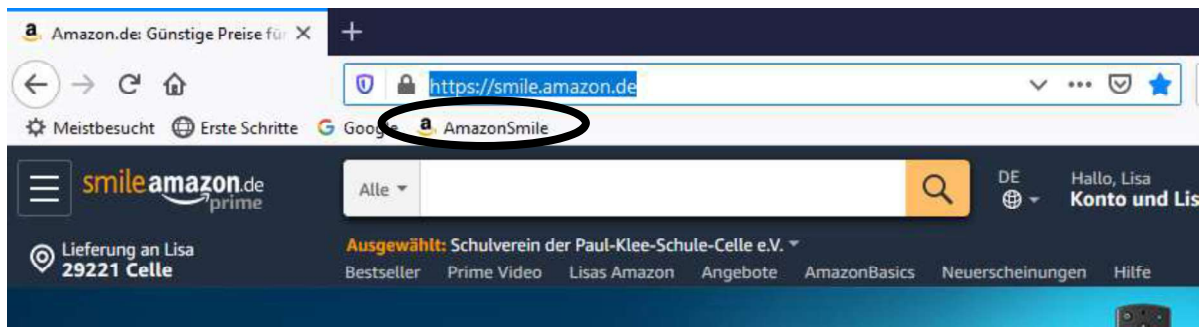 Amazon.de: Günstige Preise für
https://smile.amazon.de
Meistbesucht Erste Schritte Google AmazonSmile
smile amazon.de
prime
Alle
DE
Hallo, Lisa
Konto und Lis
Lieferung an Lisa
29221 Celle
Ausgewählt: Schulverein der Paul-Klee-Schule-Celle e.V.
Bestseller Prime Video Lisas Amazon Angebote AmazonBasics Neuerscheinungen Hilfe